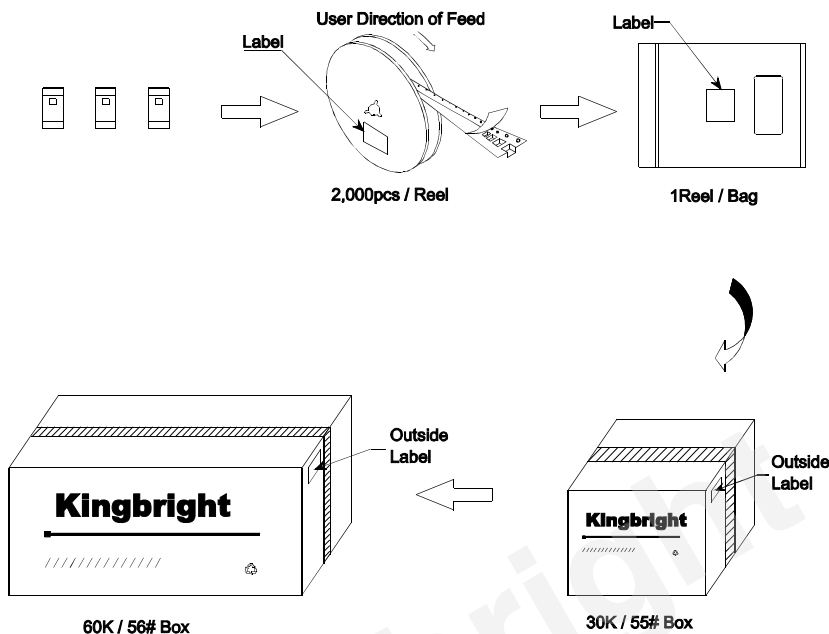 User Direction of Feed
Label
Label
2,000pcs / Reel
1Reel / Bag
Outside
Label
Outside
Label
Kingbright
Kingbright
60K / 56# Box
30K / 55# Box